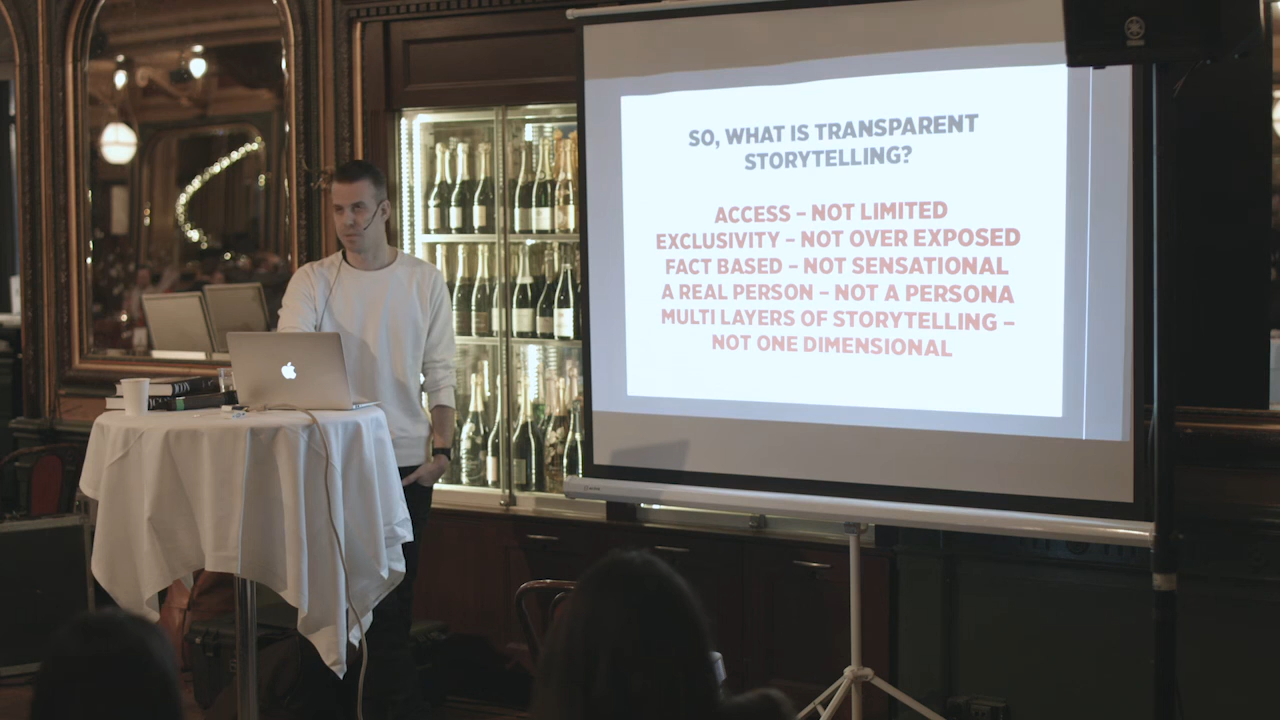 SO, WHAT IS TRANSPARENT
STORYTELLING?
ACCESS – NOT LIMITED
EXCLUSIVITY – NOT OVER EXPOSED
FACT BASED – NOT SENSATIONAL
A REAL PERSON – NOT A PERSONA
MULTI LAYERS OF STORYTELLING –
NOT ONE DIMENSIONAL